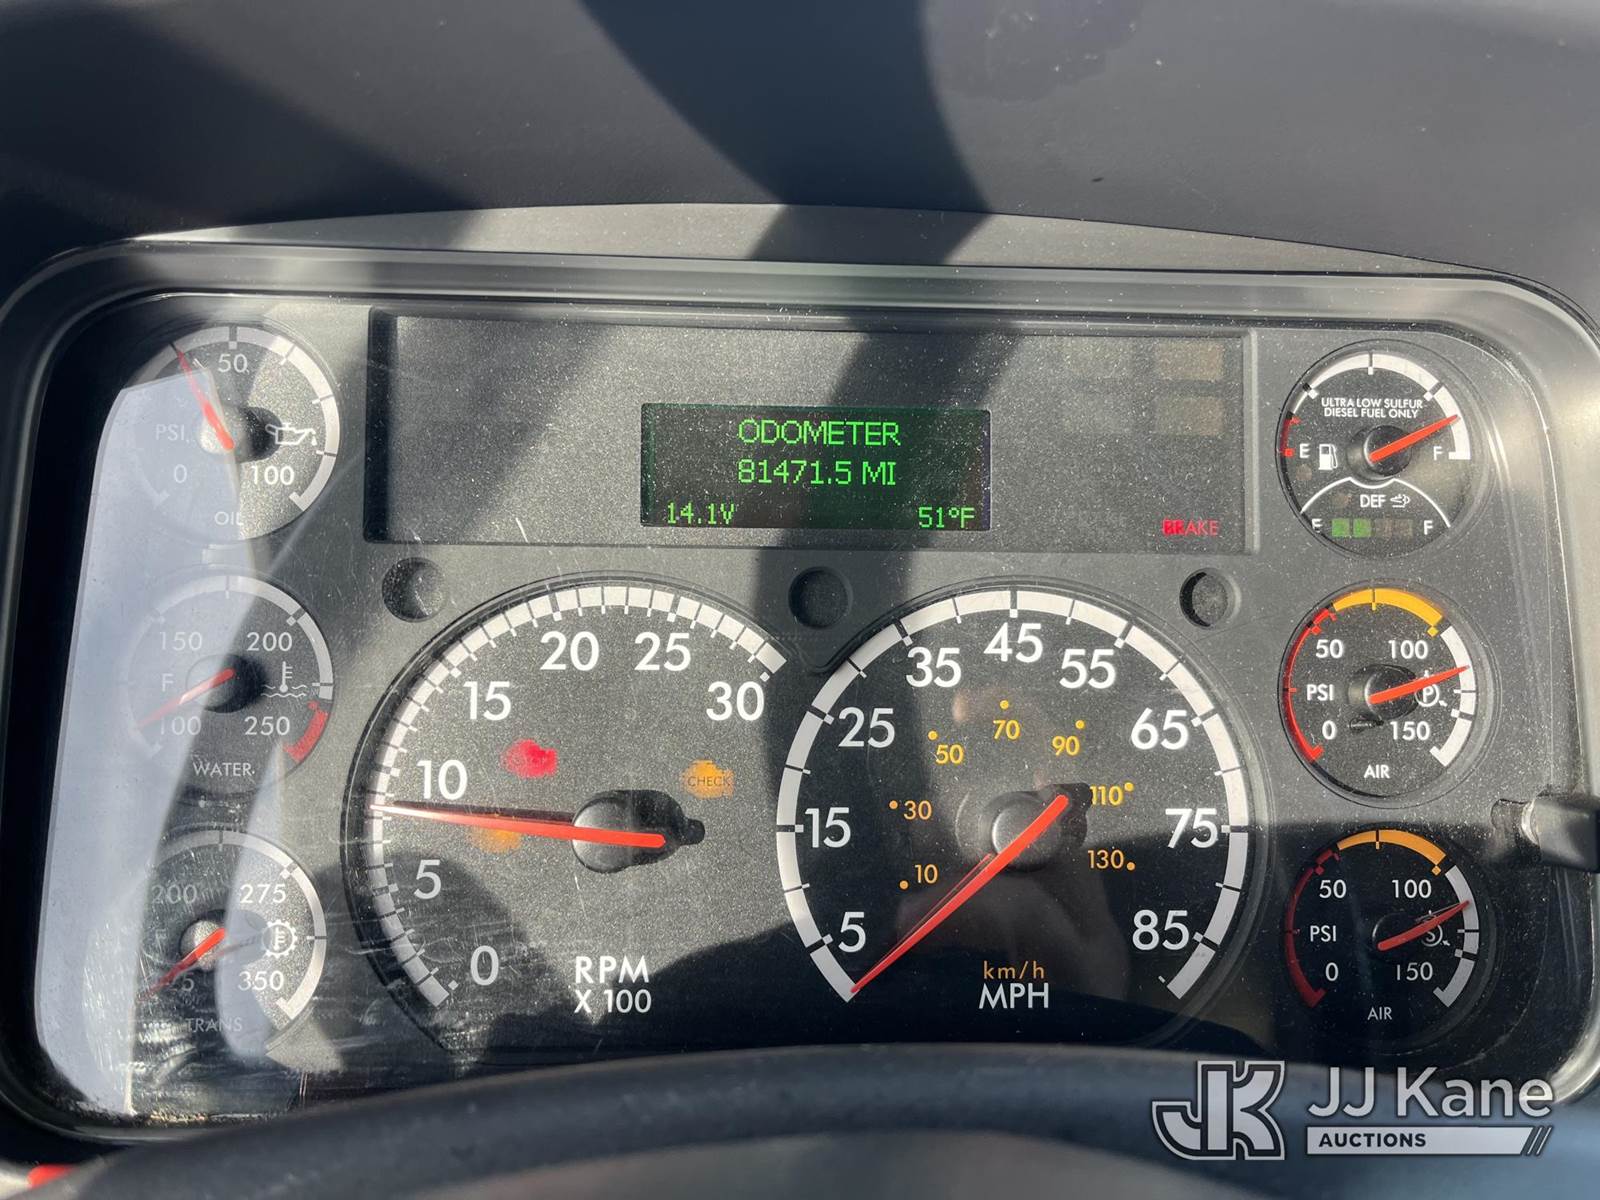 ODOMETER
81471.5 MI
14.1V 51°F
BRAKE
50
PSI
0 100
OIL
150 200
F
100 250
WATER
200 275
F
350
TRANS
0 5 10 15 20 25 30
RPM
X 100
CHECK
5 15 25 35 45 55 65 75 85
10 30 50 70 90 110 130
km/h
MPH
ULTRA LOW SULFUR
DIESEL FUEL ONLY
E F
DEF
E F
50 100
PSI P
0 150
AIR
50 100
PSI S
0 150
AIR
JK JJ Kane
AUCTIONS